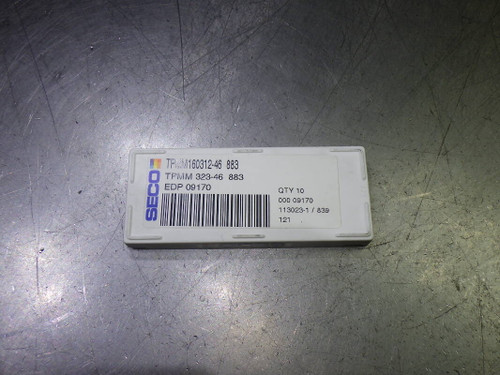 SECO
TPMM160312-46 883
TPMM 323-46 883
EDP 09170
QTY 10
000 09170
113023-1 / 839
121